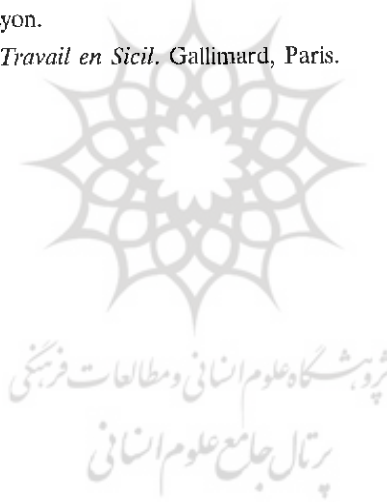 yon.
Travail en Sicil. Gallimard, Paris.
پژوهشگاه علوم انسانی و مطالعات فرهنگی
پرتال جامع علوم انسانی